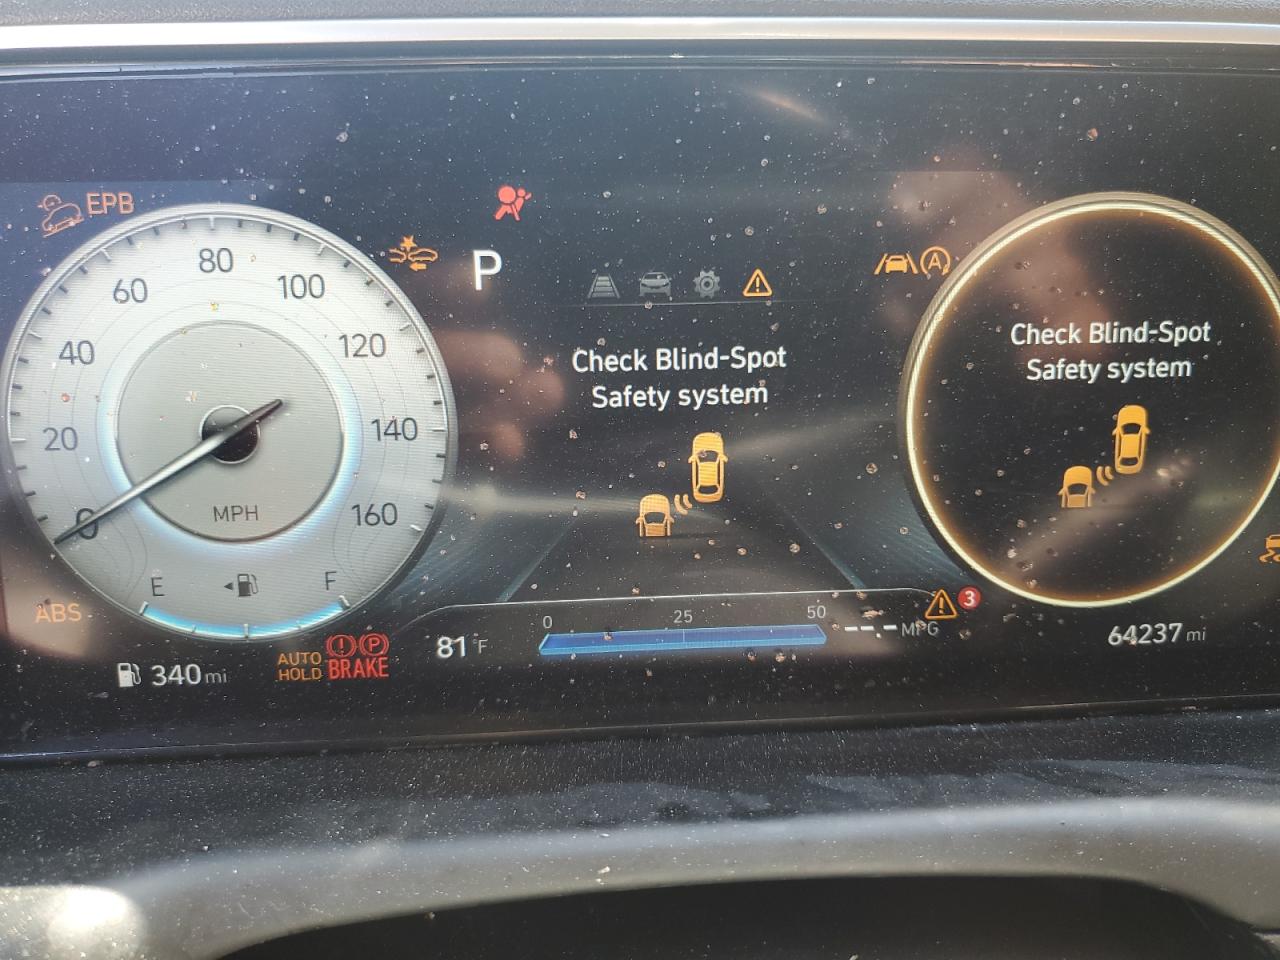 EPB
80
60
100
40
120
20
140
0
160
MPH
E
F
ABS
340 mi
AUTO
HOLD
BRAKE
P
P
Check Blind-Spot
Safety system
0
25
50
81°F
--.- MPG
3
A
Check Blind-Spot
Safety system
64237 mi